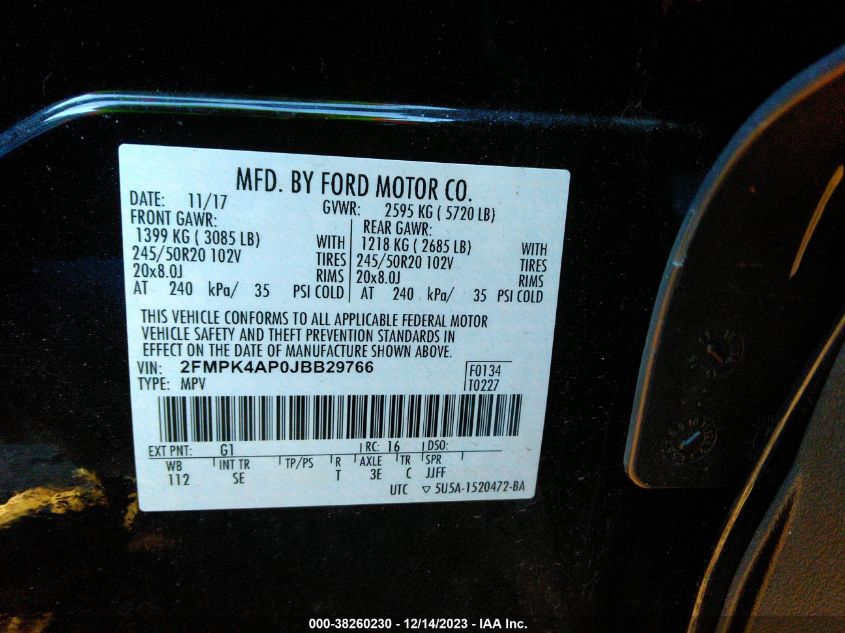 MFD. BY FORD MOTOR CO.
DATE: 11/17 GVWR: 2595 KG ( 5720 LB)
FRONT GAWR: REAR GAWR:
1399 KG ( 3085 LB) WITH 1218 KG ( 2685 LB) WITH
245/50R20 102V TIRES 245/50R20 102V TIRES
20x8.0J RIMS 20x8.0J RIMS
AT 240 kPa/ 35 PSI COLD AT 240 kPa/ 35 PSI COLD
THIS VEHICLE CONFORMS TO ALL APPLICABLE FEDERAL MOTOR
VEHICLE SAFETY AND THEFT PREVENTION STANDARDS IN
EFFECT ON THE DATE OF MANUFACTURE SHOWN ABOVE.
VIN: 2FMPK4AP0JBB29766 F0134
TYPE: MPV T0227
EXT PNT: G1 RC: 16 DSO:
WB INT TR TP/PS R AXLE TR SPR
112 SE T 3E C JJFF
UTC ▽ 5U5A-1520472-BA
000-38260230 - 12/14/2023 - IAA Inc.